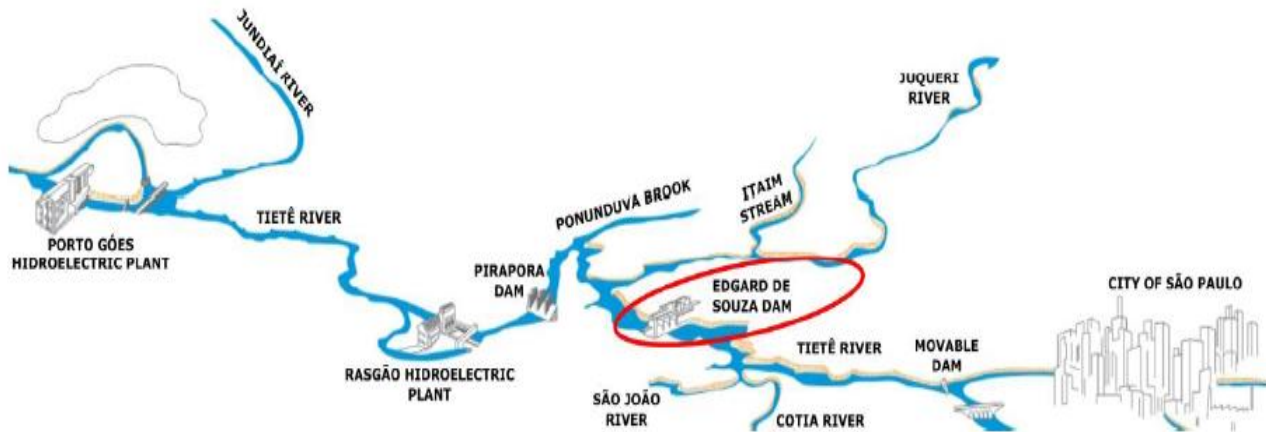 JUNDIAÍ RIVER
JUQUERI
RIVER
ITAIM
STREAM
PONUNDUVA BROOK
TIETÊ RIVER
PORTO GÓES
HIDROELECTRIC PLANT
PIRAPORA
DAM
EDGARD DE
SOUZA DAM
CITY OF SÃO PAULO
RASGÃO HIDROELECTRIC
PLANT
TIETÊ RIVER
MOVABLE
DAM
SÃO JOÃO
RIVER
COTIA RIVER